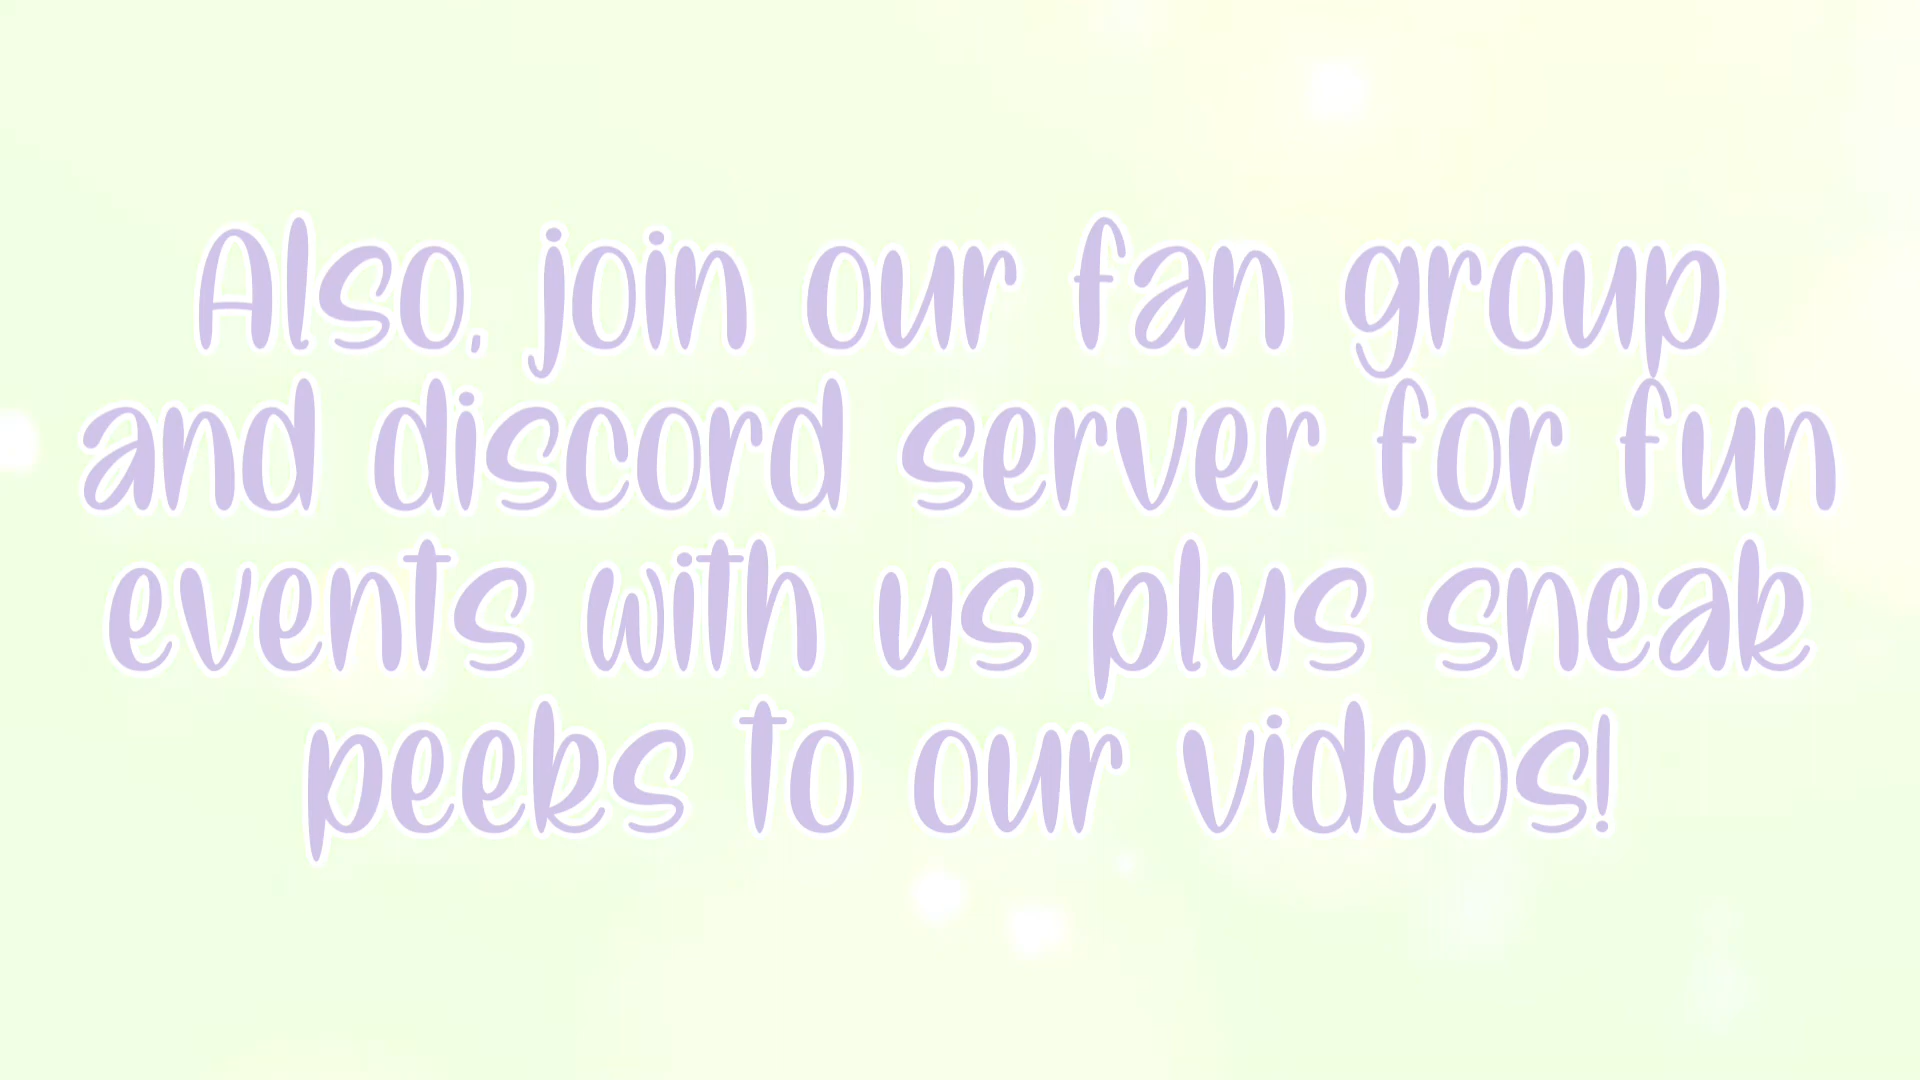 Also, join our fan group
and discord server for fun
events with us plus sneak
peeks to our videos!